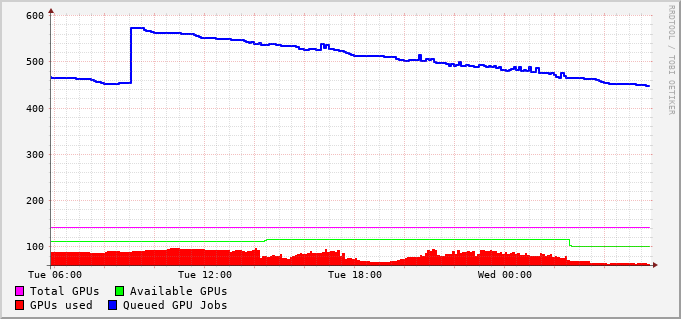 600
500
400
300
200
100
Tue 06:00 Tue 12:00 Tue 18:00 Wed 00:00
Total GPUs Available GPUs
GPUs used Queued GPU Jobs
RRDTOOL / TOBI OETIKER